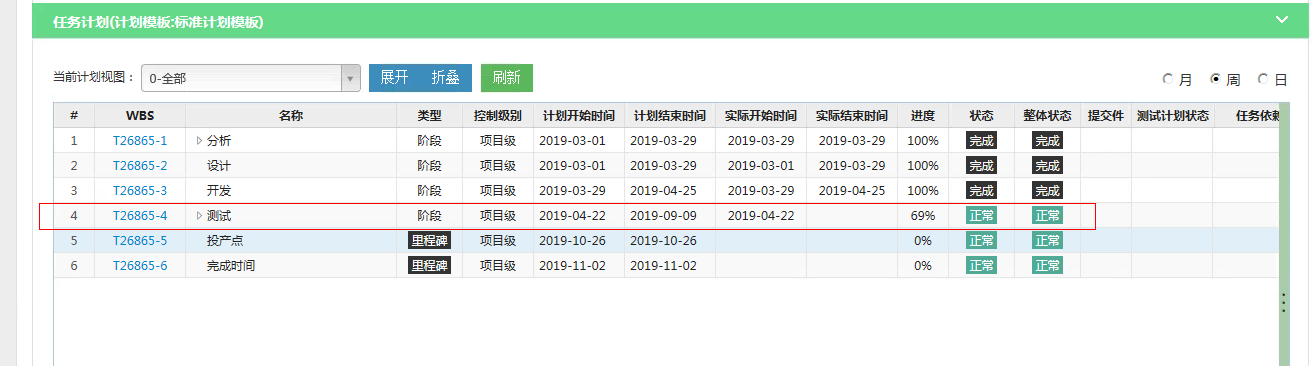 任务计划(计划模板:标准计划模板)
当前计划视图： 0-全部 展开 折叠 刷新 月 周 日
# WBS 名称 类型 控制级别 计划开始时间 计划结束时间 实际开始时间 实际结束时间 进度 状态 整体状态 提交件 测试计划状态 任务依赖
1 T26865-1 分析 阶段 项目级 2019-03-01 2019-03-29 2019-03-29 2019-03-29 100% 完成 完成
2 T26865-2 设计 阶段 项目级 2019-03-01 2019-03-29 2019-03-01 2019-03-29 100% 完成 完成
3 T26865-3 开发 阶段 项目级 2019-03-29 2019-04-25 2019-03-29 2019-04-25 100% 完成 完成
4 T26865-4 测试 阶段 项目级 2019-04-22 2019-09-09 2019-04-22 69% 正常 正常
5 T26865-5 投产点 里程碑 项目级 2019-10-26 2019-10-26 0% 正常 正常
6 T26865-6 完成时间 里程碑 项目级 2019-11-02 2019-11-02 0% 正常 正常